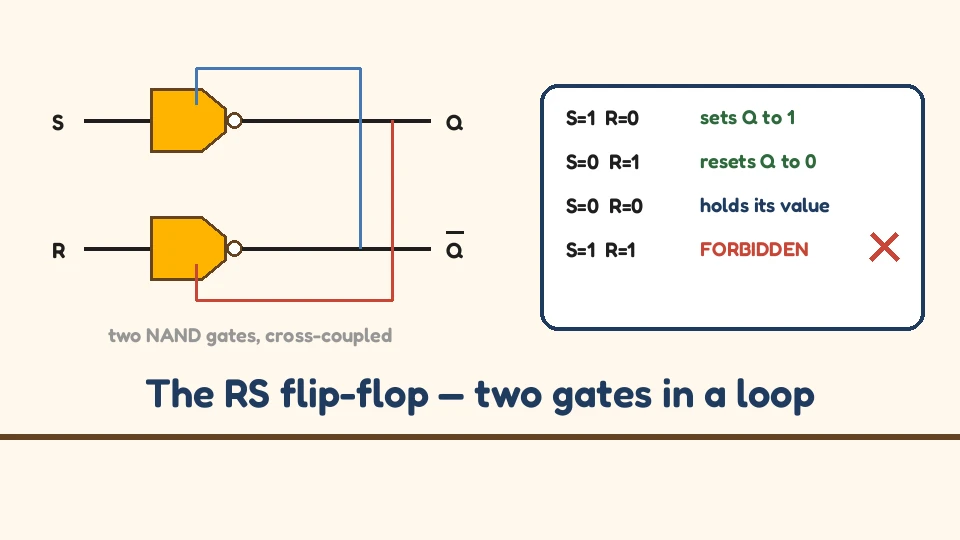 S
Q
R
Q̅
two NAND gates, cross-coupled
S=1 R=0 sets Q to 1
S=0 R=1 resets Q to 0
S=0 R=0 holds its value
S=1 R=1 FORBIDDEN
The RS flip-flop — two gates in a loop